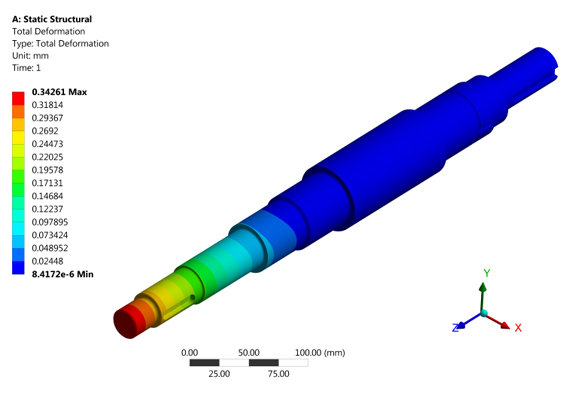 A: Static Structural
Total Deformation
Type: Total Deformation
Unit: mm
Time: 1
0.34261 Max
0.31814
0.29367
0.2692
0.24473
0.22025
0.19578
0.17131
0.14684
0.12237
0.097895
0.073424
0.048952
0.02448
8.4172e-6 Min
Y
Z
X
0.00 50.00 100.00 (mm)
25.00 75.00